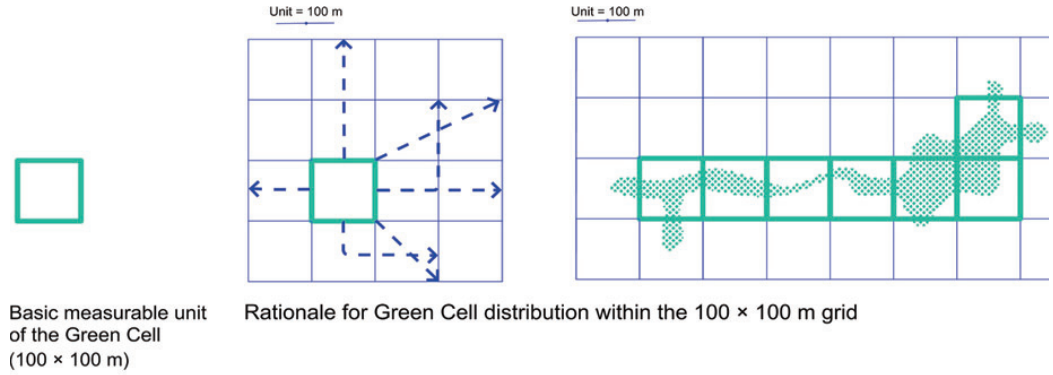 Unit = 100 m
Unit = 100 m
Basic measurable unit
of the Green Cell
(100 × 100 m)
Rationale for Green Cell distribution within the 100 × 100 m grid